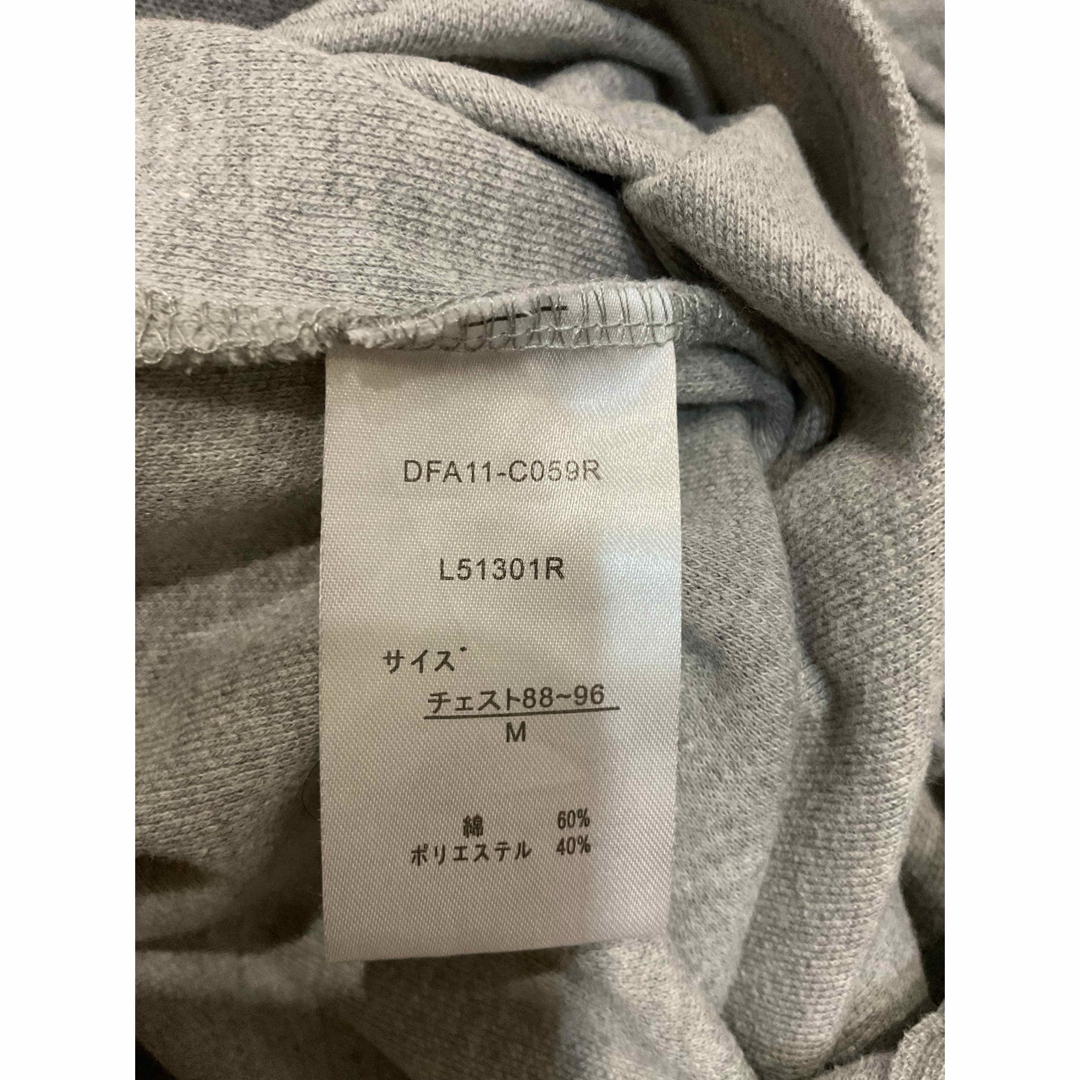 DFA11-C059R
L51301R
サイズ
チェスト88~96
M
綿 60%
ポリエステル 40%